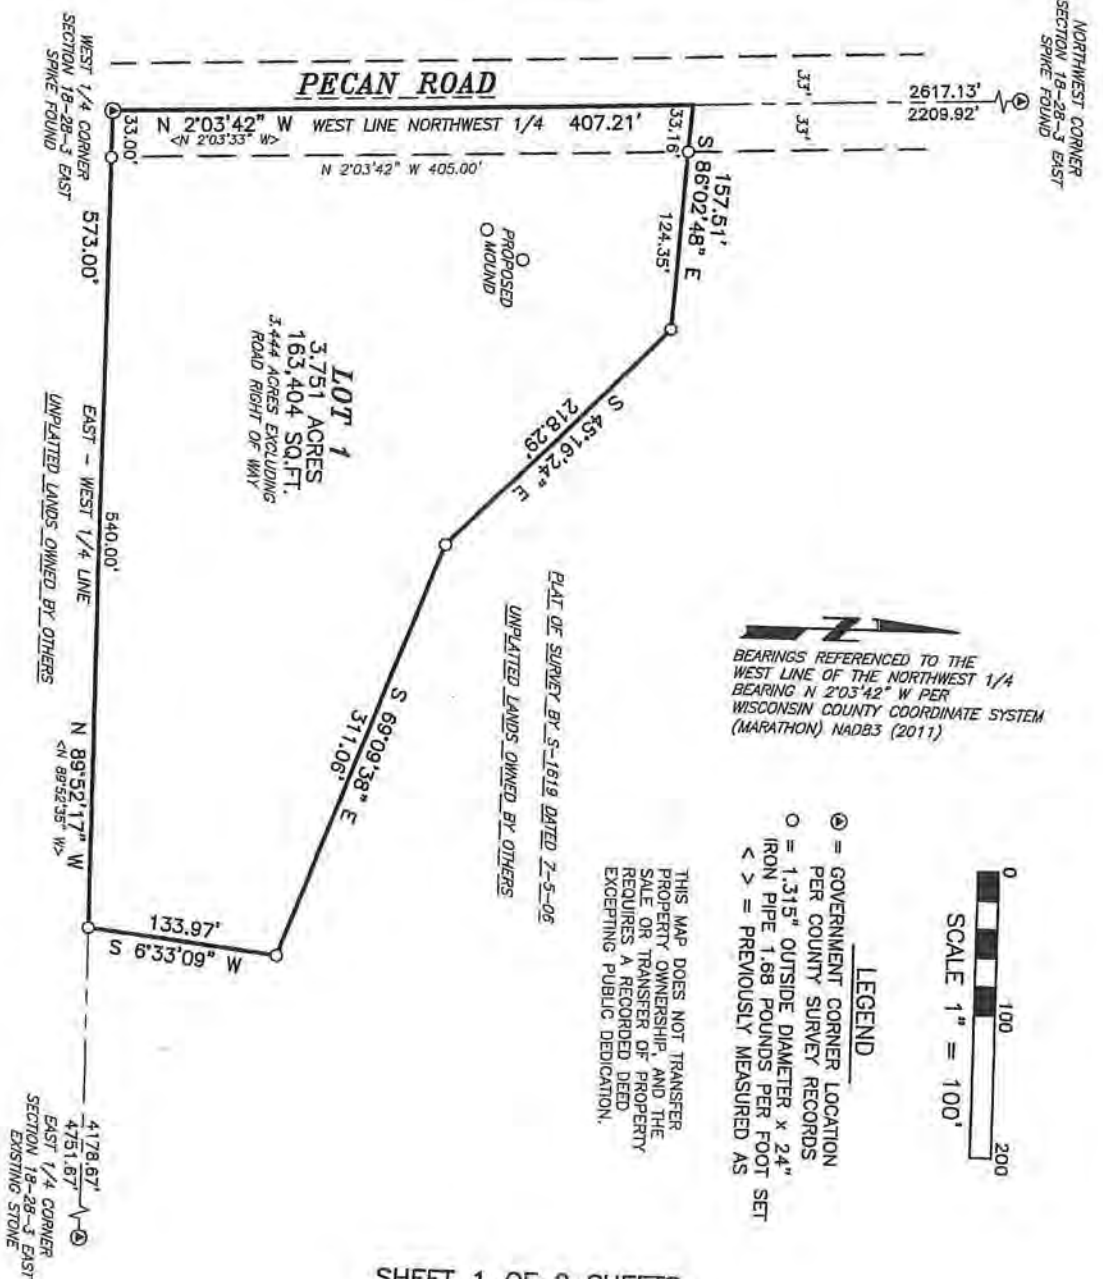 NORTHWEST CORNER
SECTION 18-28-3 EAST
SPIKE FOUND
2617.13'
2209.92'
33'
33'
PECAN ROAD
N 2°03'42" W WEST LINE NORTHWEST 1/4 407.21'
<N 2°03'33" W>
N 2°03'42" W 405.00'
WEST 1/4 CORNER
SECTION 18-28-3 EAST
SPIKE FOUND
33.00'
33.16'
157.51'
S 86°02'48" E
124.35'
PROPOSED
MOUND
S 45°16'24" E
218.29'
LOT 1
3.751 ACRES
163,404 SQ.FT.
3.444 ACRES EXCLUDING
ROAD RIGHT OF WAY
573.00'
EAST - WEST 1/4 LINE
540.00'
UNPLATTED LANDS OWNED BY OTHERS
N 89°52'17" W
<N 89°52'35" W>
S 69°09'38" E
311.06'
PLAT OF SURVEY BY S-1619 DATED 7-5-06
UNPLATTED LANDS OWNED BY OTHERS
133.97'
S 6°33'09" W
BEARINGS REFERENCED TO THE
WEST LINE OF THE NORTHWEST 1/4
BEARING N 2°03'42" W PER
WISCONSIN COUNTY COORDINATE SYSTEM
(MARATHON) NAD83 (2011)
0 100 200
SCALE 1" = 100'
LEGEND
= GOVERNMENT CORNER LOCATION
PER COUNTY SURVEY RECORDS
O = 1.315" OUTSIDE DIAMETER x 24"
IRON PIPE 1.68 POUNDS PER FOOT SET
< > = PREVIOUSLY MEASURED AS
THIS MAP DOES NOT TRANSFER
PROPERTY OWNERSHIP, AND THE
SALE OR TRANSFER OF PROPERTY
REQUIRES A RECORDED DEED
EXCEPTING PUBLIC DEDICATION.
4178.67'
4751.67'
EAST 1/4 CORNER
SECTION 18-28-3 EAST
EXISTING STONE
SHEET 1 OF